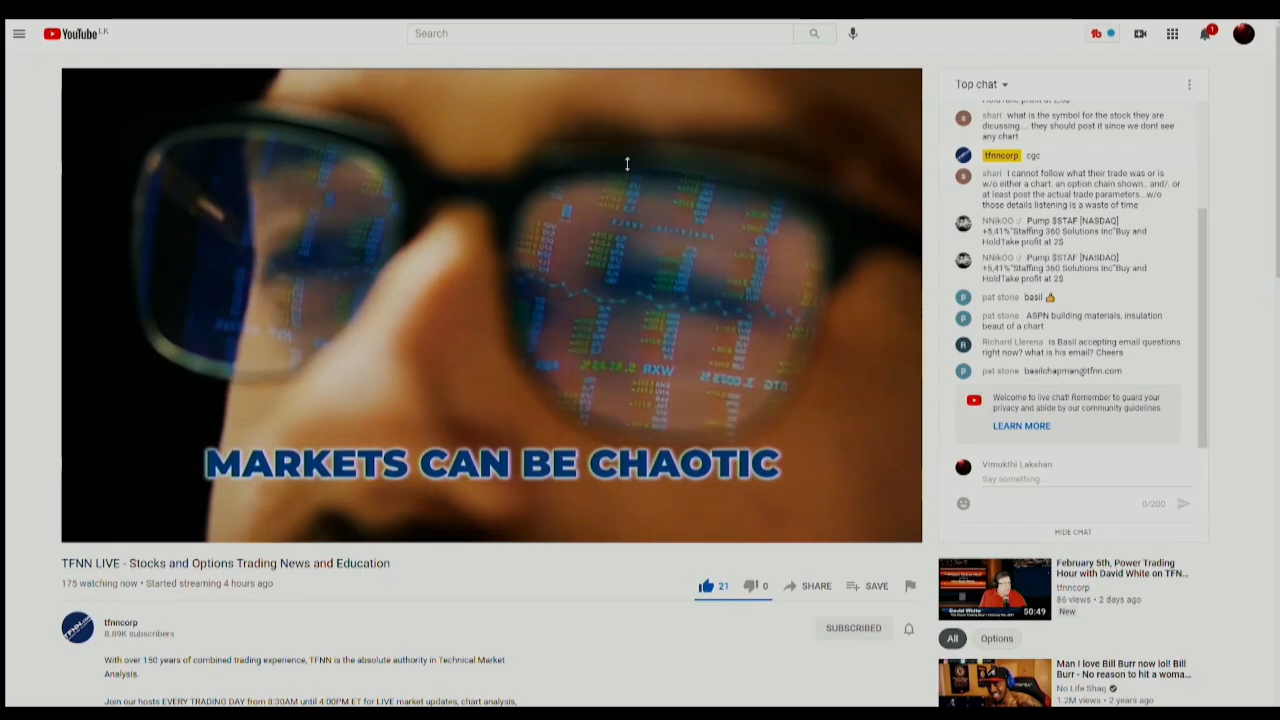 YouTube LK
Search
1
Top chat
shari what is the symbol for the stock they are
dicussing.... they should post it since we dont see
any chart
tfnncorp cgc
shari I cannot follow what their trade was or is
w/o either a chart. an option chain shown.. and/. or
at least post the actual trade parameters...w/o
those details listening is a waste of time
NNikOO :/ Pump $STAF [NASDAQ]
+5,41%"Staffing 360 Solutions Inc"Buy and
HoldTake profit at 2$
NNikOO :/ Pump $STAF [NASDAQ]
+5,41%"Staffing 360 Solutions Inc"Buy and
HoldTake profit at 2$
pat stone basil 👍
pat stone ASPN building materials, insulation
beaut of a chart
Richard Llerena is Basil accepting email questions
right now? what is his email? Cheers
pat stone basilchapman@tfnn.com
Welcome to live chat! Remember to guard your
privacy and abide by our community guidelines.
LEARN MORE
Vimukthi Lakshan
Say something...
0/200
HIDE CHAT
MARKETS CAN BE CHAOTIC
TFNN LIVE - Stocks and Options Trading News and Education
175 watching now • Started streaming 4 hours ago
21
0
SHARE
SAVE
tfnncorp
8.89K subscribers
SUBSCRIBED
With over 150 years of combined trading experience, TFNN is the absolute authority in Technical Market
Analysis.
Join our hosts EVERY TRADING DAY from 8:30AM until 4:00PM ET for LIVE market updates, chart analysis,
February 5th, Power Trading
Hour with David White on TFN...
tfnncorp
86 views • 2 days ago
New
50:49
David White
All
Options
Man I love Bill Burr now lol! Bill
Burr - No reason to hit a woma...
No Life Shaq
1.2M views • 2 years ago